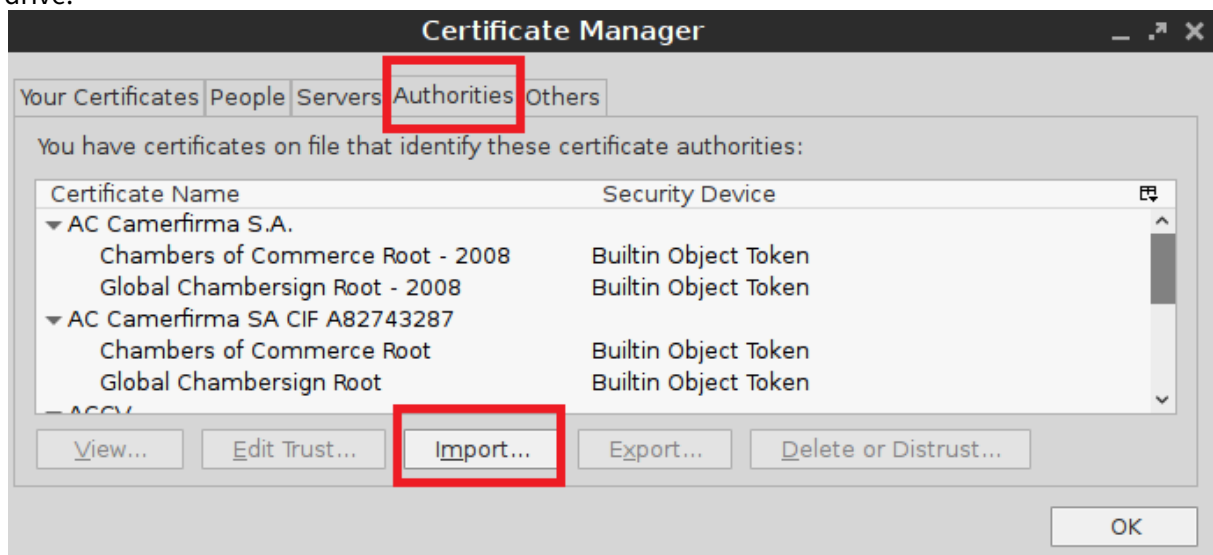 drive.
Certificate Manager
Your Certificates People Servers Authorities Others
You have certificates on file that identify these certificate authorities:
Certificate Name Security Device
AC Camerfirma S.A.
Chambers of Commerce Root - 2008 Builtin Object Token
Global Chambersign Root - 2008 Builtin Object Token
AC Camerfirma SA CIF A82743287
Chambers of Commerce Root Builtin Object Token
Global Chambersign Root Builtin Object Token
ACCV
View... Edit Trust... Import... Export... Delete or Distrust...
OK